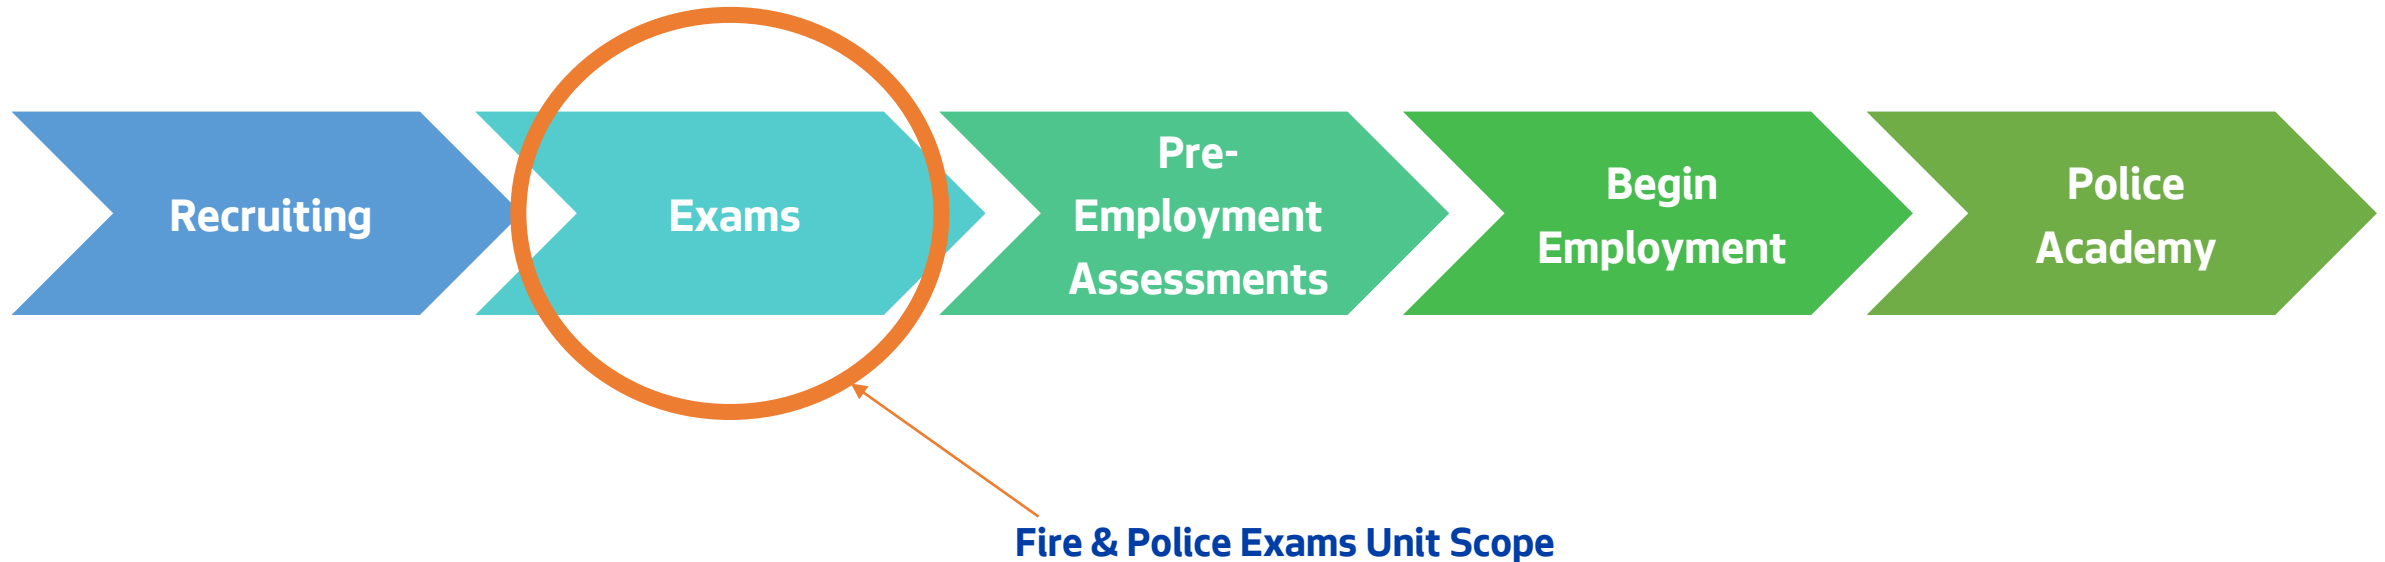 Recruiting
Exams
Pre-
Employment
Assessments
Begin
Employment
Police
Academy
Fire & Police Exams Unit Scope